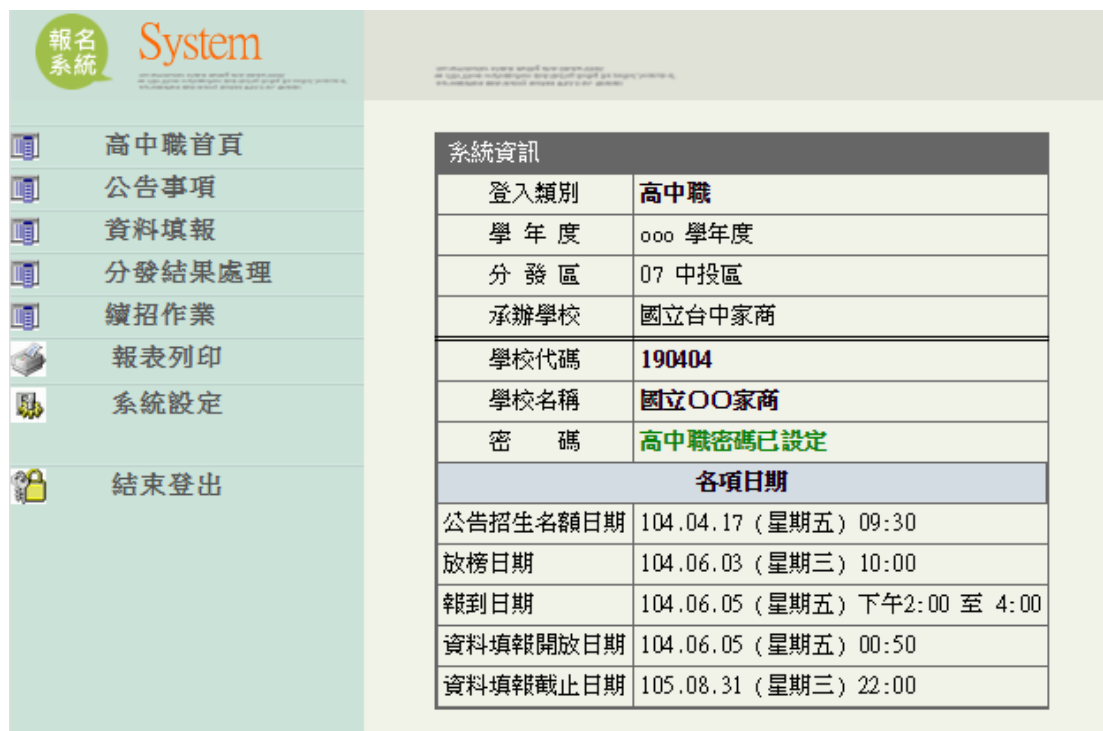 報名
系統
System
高中職首頁
公告事項
資料填報
分發結果處理
續招作業
報表列印
系統設定
結束登出
系統資訊
登入類別 高中職
學 年 度 ooo 學年度
分 發 區 07 中投區
承辦學校 國立台中家商
學校代碼 190404
學校名稱 國立〇〇家商
密 碼 高中職密碼已設定
各項日期
公告招生名額日期 104.04.17 (星期五) 09:30
放榜日期 104.06.03 (星期三) 10:00
報到日期 104.06.05 (星期五) 下午2:00 至 4:00
資料填報開放日期 104.06.05 (星期五) 00:50
資料填報截止日期 105.08.31 (星期三) 22:00